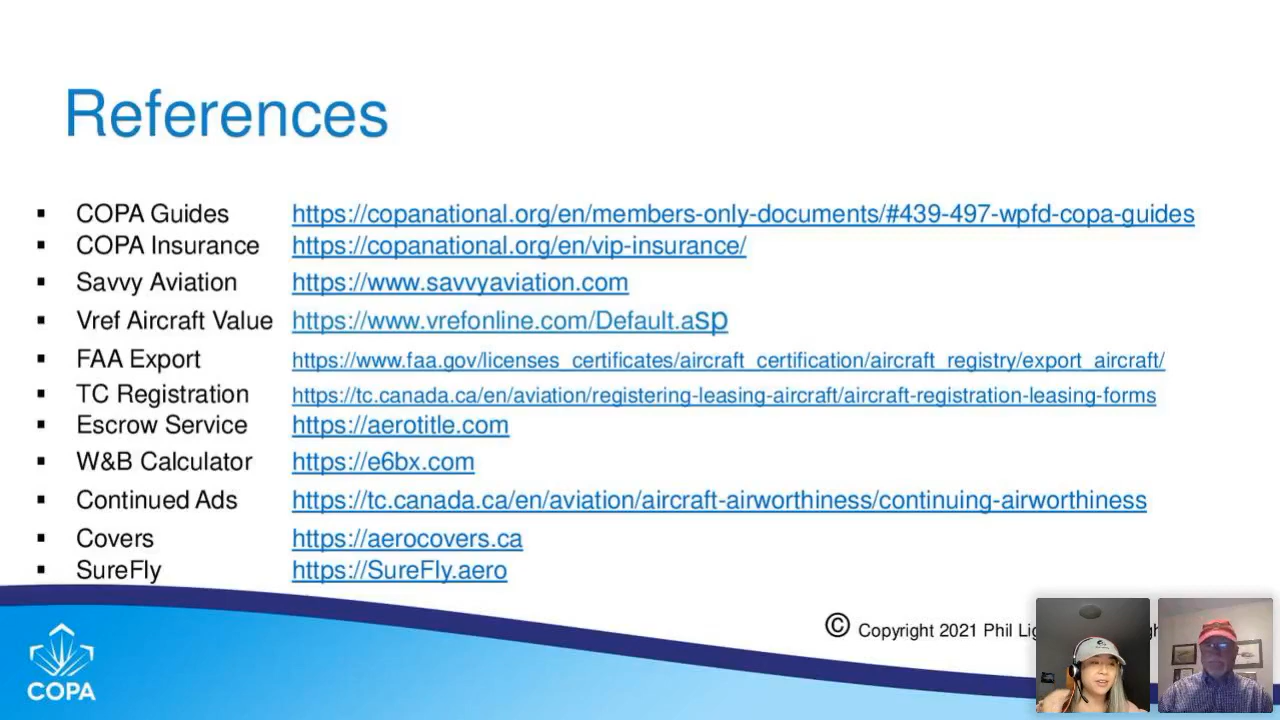 References
▪ COPA Guides https://copanational.org/en/members-only-documents/#439-497-wpfd-copa-guides
▪ COPA Insurance https://copanational.org/en/vip-insurance/
▪ Savvy Aviation https://www.savvyaviation.com
▪ Vref Aircraft Value https://www.vrefonline.com/Default.asp
▪ FAA Export https://www.faa.gov/licenses_certificates/aircraft_certification/aircraft_registry/export_aircraft/
▪ TC Registration https://tc.canada.ca/en/aviation/registering-leasing-aircraft/aircraft-registration-leasing-forms
▪ Escrow Service https://aerotitle.com
▪ W&B Calculator https://e6bx.com
▪ Continued Ads https://tc.canada.ca/en/aviation/aircraft-airworthiness/continuing-airworthiness
▪ Covers https://aerocovers.ca
▪ SureFly https://SureFly.aero
© Copyright 2021 Phil
COPA